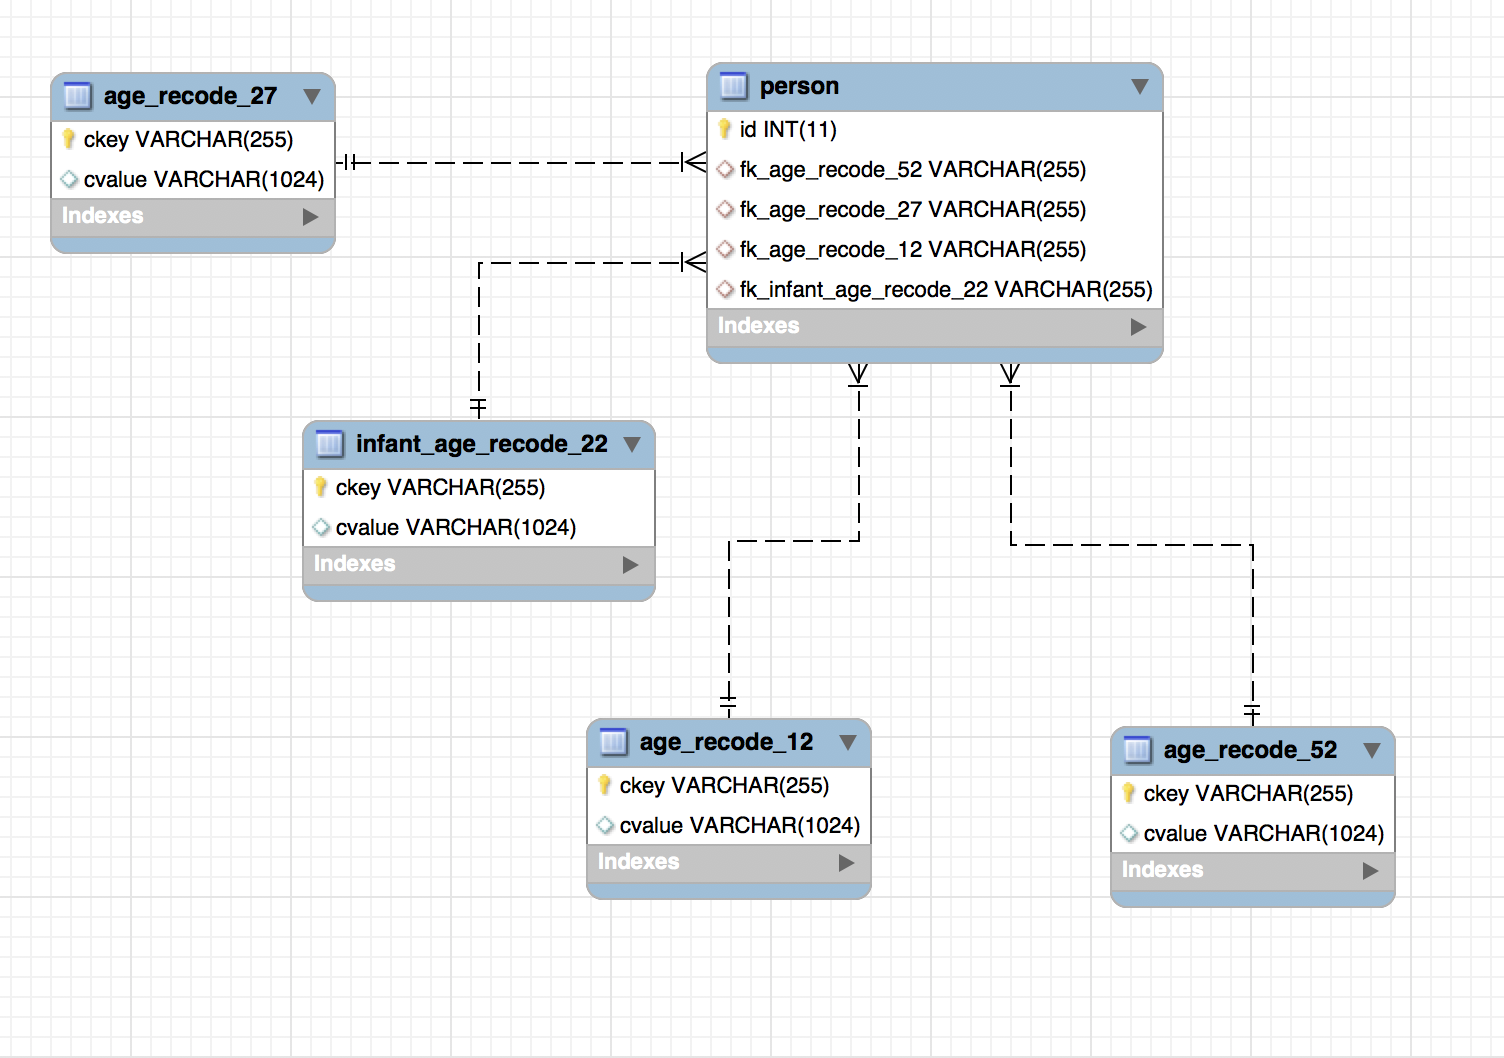 age_recode_27
ckey VARCHAR(255)
cvalue VARCHAR(1024)
Indexes
person
id INT(11)
fk_age_recode_52 VARCHAR(255)
fk_age_recode_27 VARCHAR(255)
fk_age_recode_12 VARCHAR(255)
fk_infant_age_recode_22 VARCHAR(255)
Indexes
infant_age_recode_22
ckey VARCHAR(255)
cvalue VARCHAR(1024)
Indexes
age_recode_12
ckey VARCHAR(255)
cvalue VARCHAR(1024)
Indexes
age_recode_52
ckey VARCHAR(255)
cvalue VARCHAR(1024)
Indexes